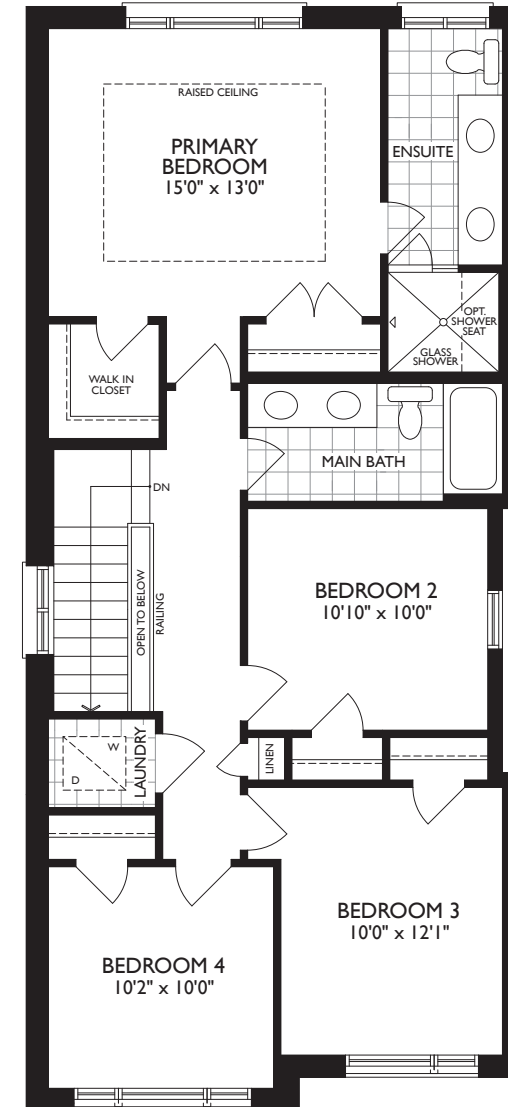 RAISED CEILING
PRIMARY
BEDROOM
15'0" x 13'0"
ENSUITE
OPT.
SHOWER
SEAT
GLASS
SHOWER
WALK IN
CLOSET
MAIN BATH
DN
OPEN TO BELOW
RAILING
BEDROOM 2
10'10" x 10'0"
LAUNDRY
W
D
LINEN
BEDROOM 3
10'0" x 12'1"
BEDROOM 4
10'2" x 10'0"